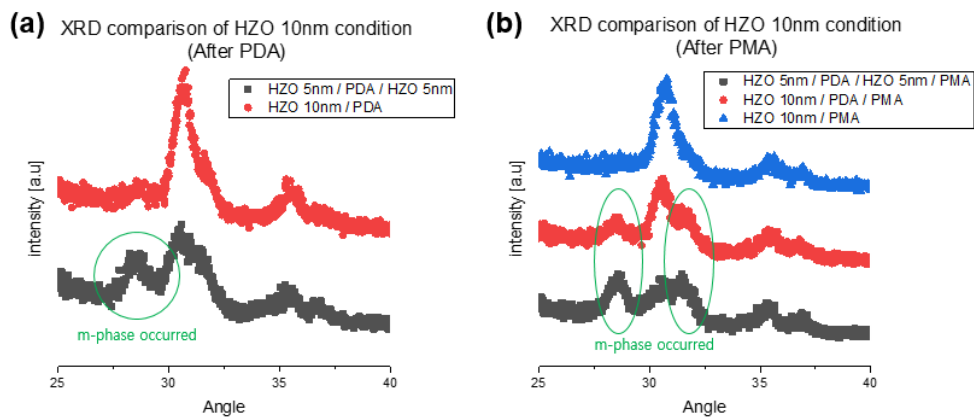 (a)
XRD comparison of HZO 10nm condition
(After PDA)
HZO 5nm / PDA / HZO 5nm
HZO 10nm / PDA
intensity [a.u]
m-phase occurred
25 30 35 40
Angle
(b)
XRD comparison of HZO 10nm condition
(After PMA)
HZO 5nm / PDA / HZO 5nm / PMA
HZO 10nm / PDA / PMA
HZO 10nm / PMA
intensity [a.u]
m-phase occurred
25 30 35 40
Angle